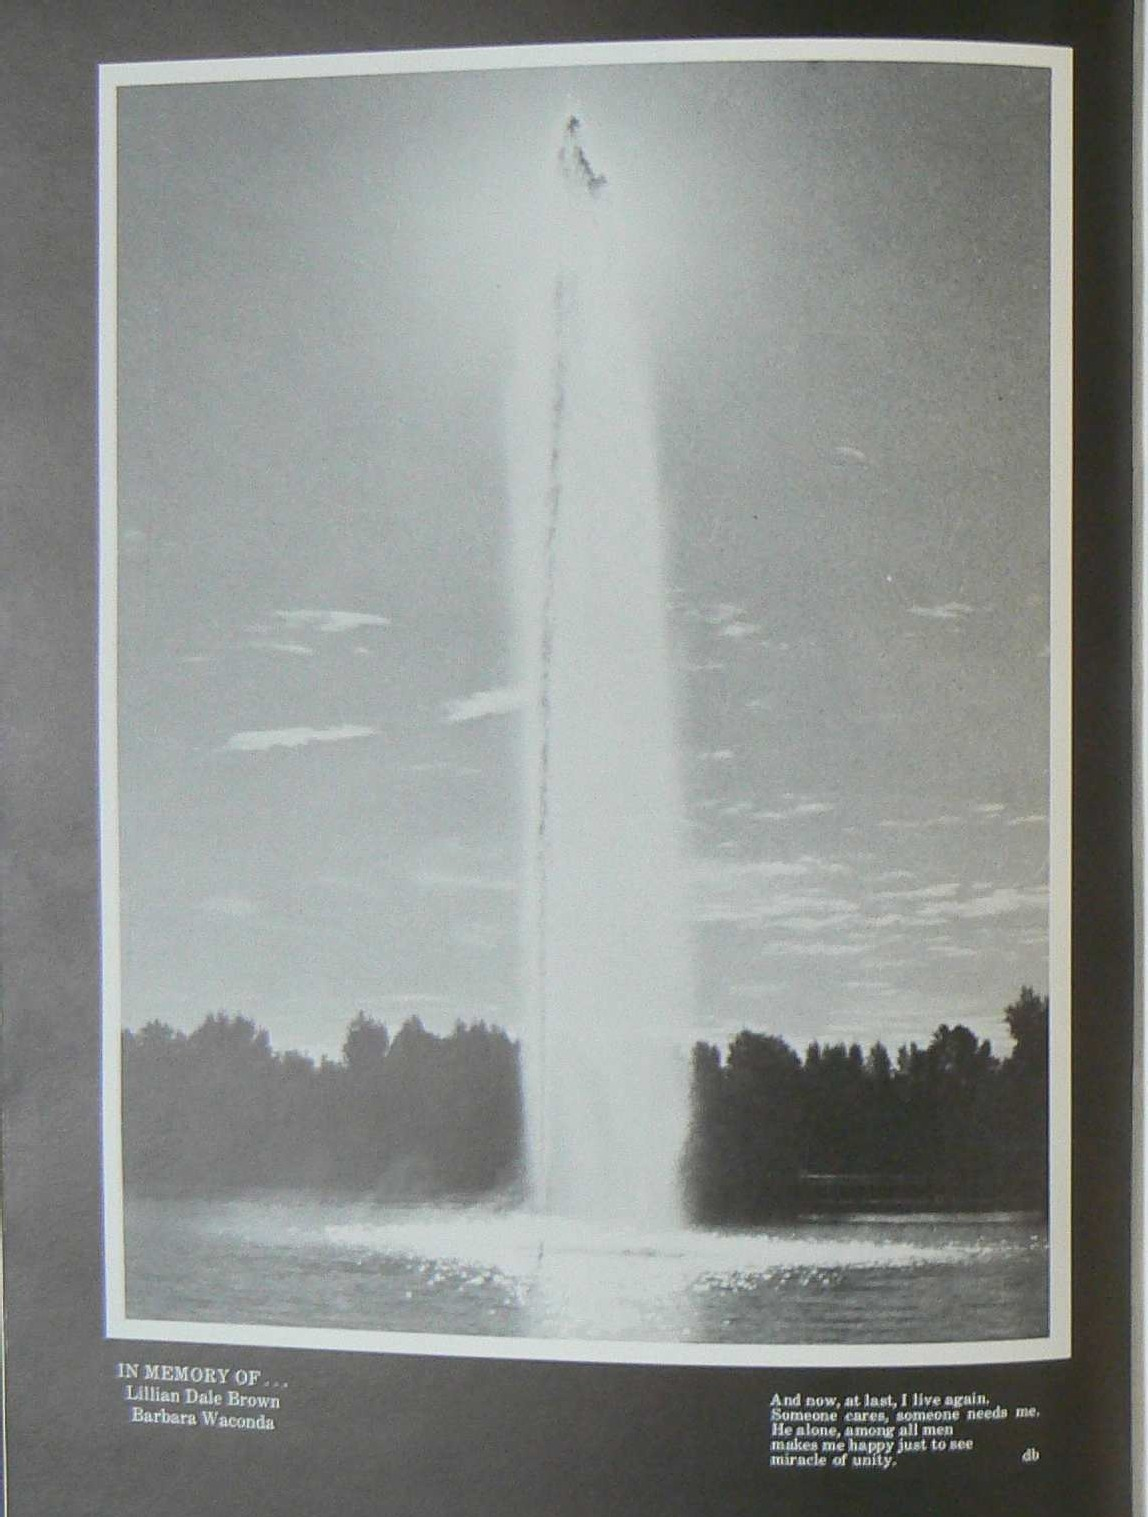 IN MEMORY OF...
Lillian Dale Brown
Barbara Waconda
And now, at last, I live again.
Someone cares, someone needs me.
He alone, among all men
makes me happy just to see
miracle of unity.
db